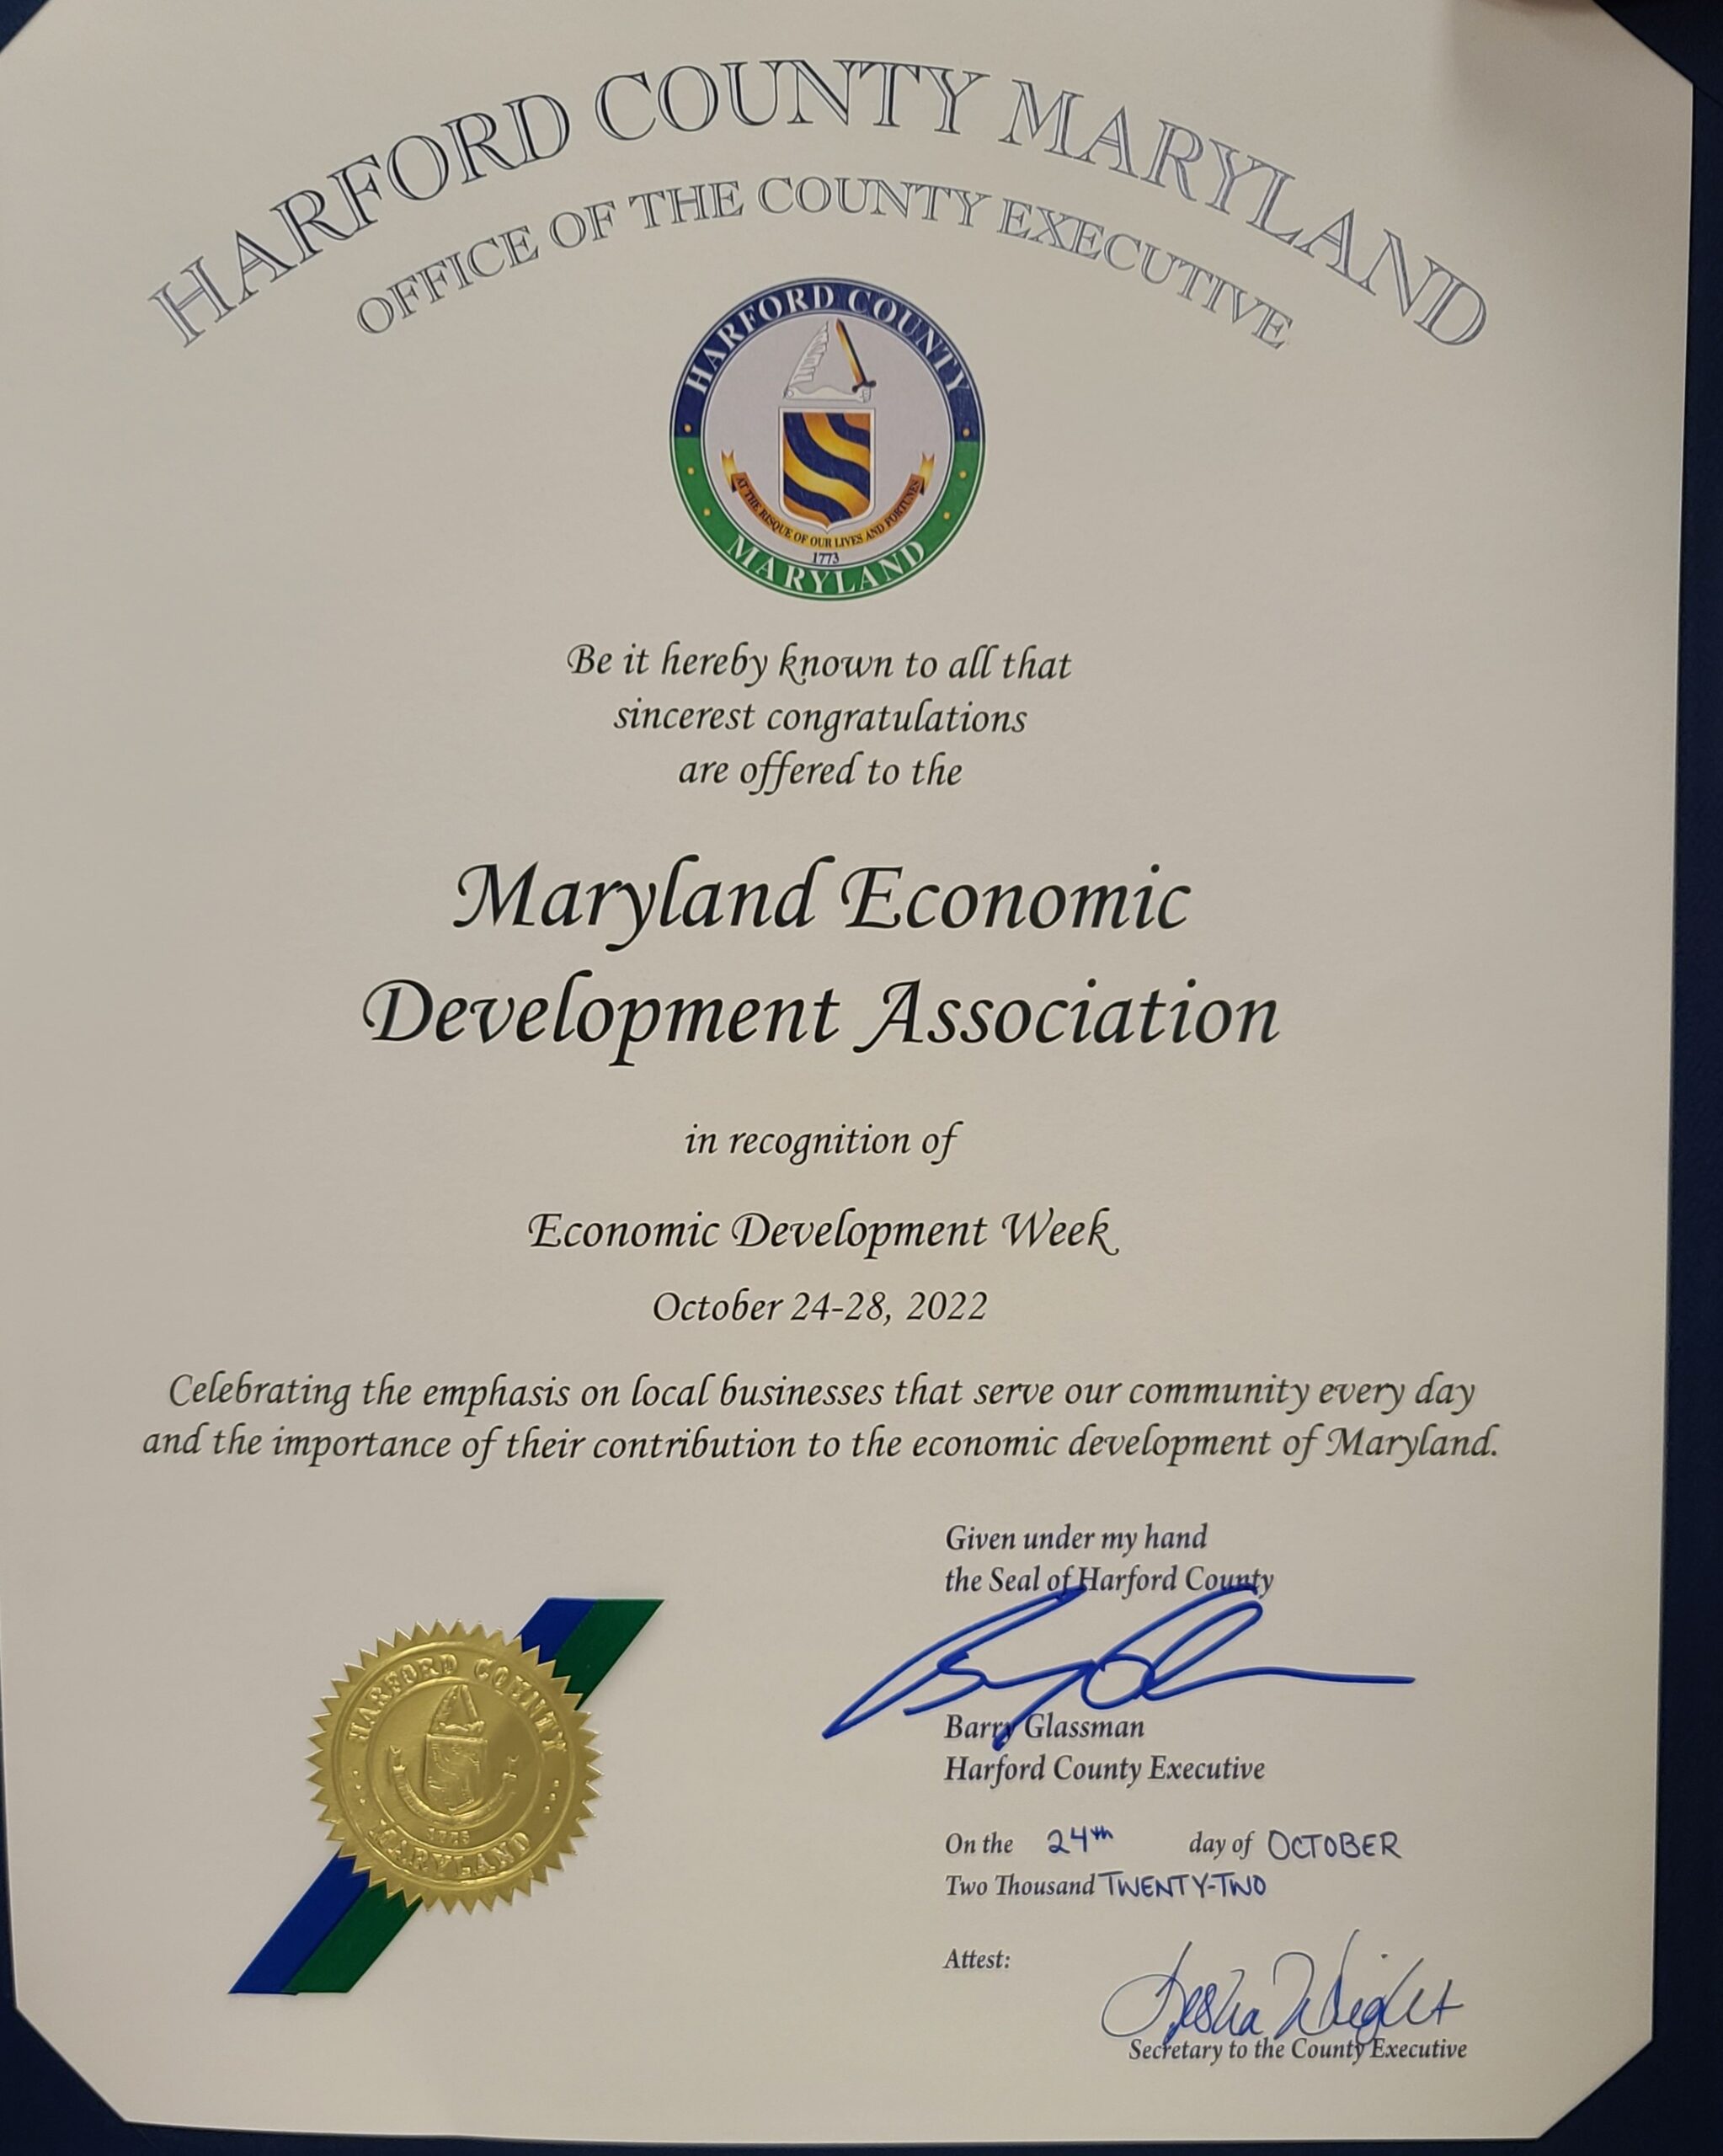 HARFORD COUNTY MARYLAND
OFFICE OF THE COUNTY EXECUTIVE
HARFORD COUNTY
AT THE RISQUE OF OUR LIVES AND FORTUNES
1773
MARYLAND
Be it hereby known to all that
sincerest congratulations
are offered to the
Maryland Economic
Development Association
in recognition of
Economic Development Week
October 24-28, 2022
Celebrating the emphasis on local businesses that serve our community every day
and the importance of their contribution to the economic development of Maryland.
Given under my hand
the Seal of Harford County
Barry Glassman
Harford County Executive
On the 24th day of OCTOBER
Two Thousand TWENTY-TWO
Attest:
Secretary to the County Executive
HARFORD COUNTY
1773
MARYLAND